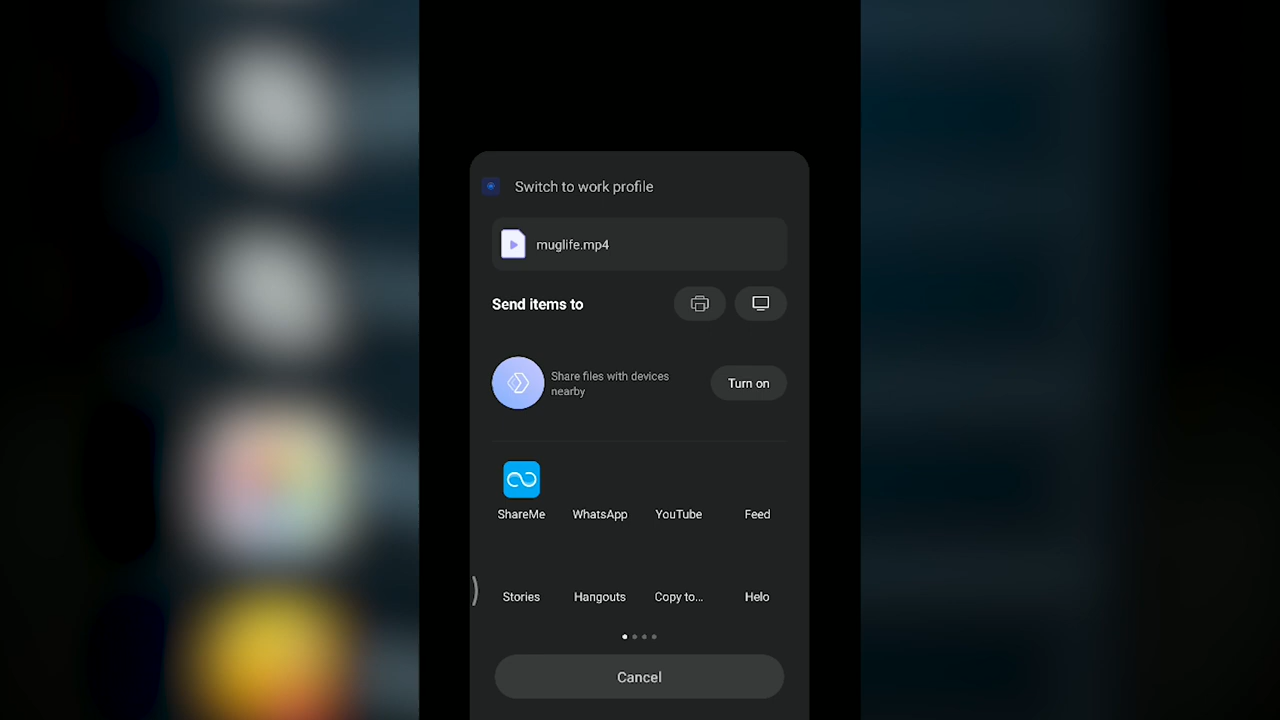 Switch to work profile
muglife.mp4
Send items to
Share files with devices
nearby
Turn on
ShareMe
WhatsApp
YouTube
Feed
Stories
Hangouts
Copy to...
Helo
Cancel